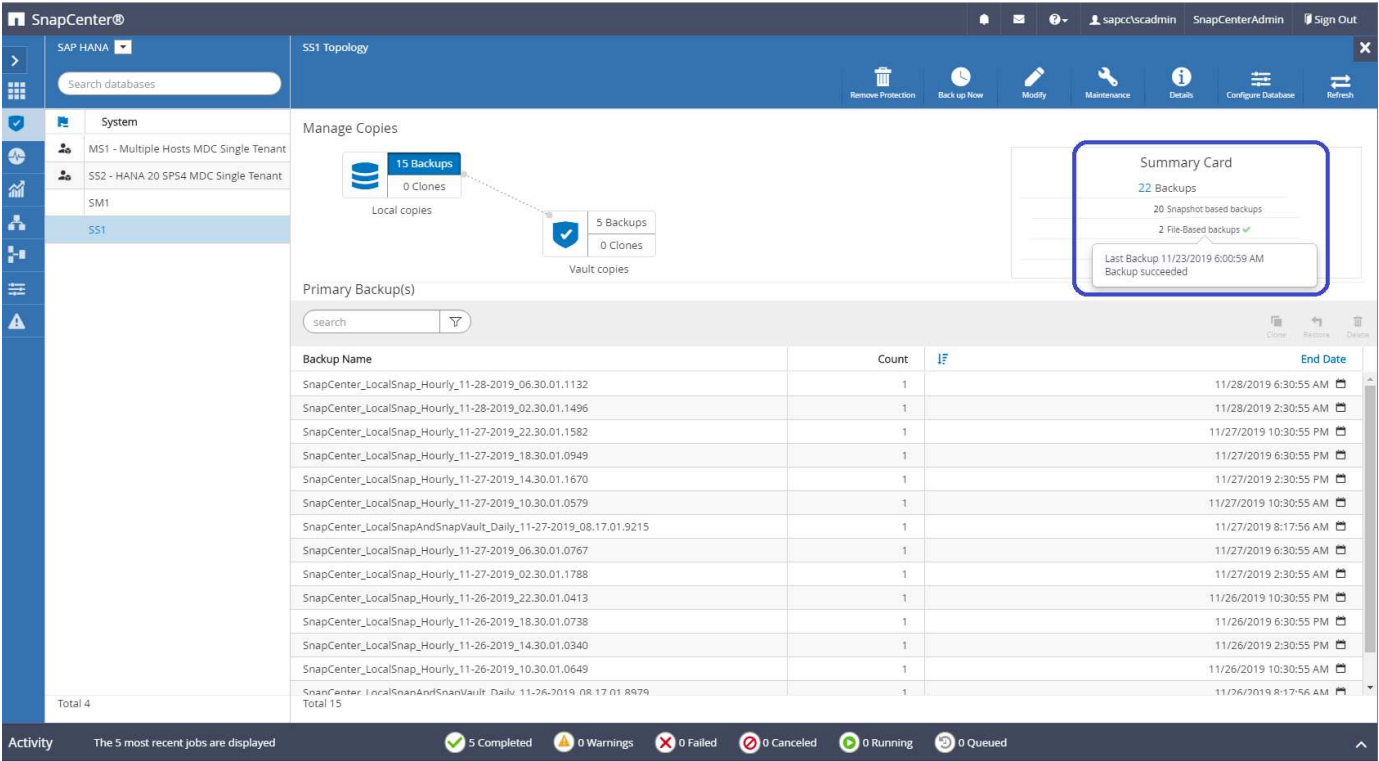 SnapCenter®
sapcc\scadmin SnapCenterAdmin Sign Out
SAP HANA
SS1 Topology
Search databases
Remove Protection Back up Now Modify Maintenance Details Configure Database Refresh
System
MS1 - Multiple Hosts MDC Single Tenant
SS2 - HANA 20 SPS4 MDC Single Tenant
SM1
SS1
Total 4
Manage Copies
15 Backups
0 Clones
Local copies
5 Backups
0 Clones
Vault copies
Summary Card
22 Backups
20 Snapshot based backups
2 File-Based backups
Last Backup 11/23/2019 6:00:59 AM
Backup succeeded
Primary Backup(s)
search
Clone Restore Delete
Backup Name Count End Date
SnapCenter_LocalSnap_Hourly_11-28-2019_06.30.01.1132 1 11/28/2019 6:30:55 AM
SnapCenter_LocalSnap_Hourly_11-28-2019_02.30.01.1496 1 11/28/2019 2:30:55 AM
SnapCenter_LocalSnap_Hourly_11-27-2019_22.30.01.1582 1 11/27/2019 10:30:55 PM
SnapCenter_LocalSnap_Hourly_11-27-2019_18.30.01.0949 1 11/27/2019 6:30:55 PM
SnapCenter_LocalSnap_Hourly_11-27-2019_14.30.01.1670 1 11/27/2019 2:30:55 PM
SnapCenter_LocalSnap_Hourly_11-27-2019_10.30.01.0579 1 11/27/2019 10:30:55 AM
SnapCenter_LocalSnapAndSnapVault_Daily_11-27-2019_08.17.01.9215 1 11/27/2019 8:17:56 AM
SnapCenter_LocalSnap_Hourly_11-27-2019_06.30.01.0767 1 11/27/2019 6:30:55 AM
SnapCenter_LocalSnap_Hourly_11-27-2019_02.30.01.1788 1 11/27/2019 2:30:55 AM
SnapCenter_LocalSnap_Hourly_11-26-2019_22.30.01.0413 1 11/26/2019 10:30:55 PM
SnapCenter_LocalSnap_Hourly_11-26-2019_18.30.01.0738 1 11/26/2019 6:30:55 PM
SnapCenter_LocalSnap_Hourly_11-26-2019_14.30.01.0340 1 11/26/2019 2:30:55 PM
SnapCenter_LocalSnap_Hourly_11-26-2019_10.30.01.0649 1 11/26/2019 10:30:55 AM
SnapCenter_LocalSnapAndSnapVault_Daily_11-26-2019_08.17.01.8979 1 11/26/2019 8:17:56 AM
Total 15
Activity The 5 most recent jobs are displayed 5 Completed 0 Warnings 0 Failed 0 Canceled 0 Running 0 Queued